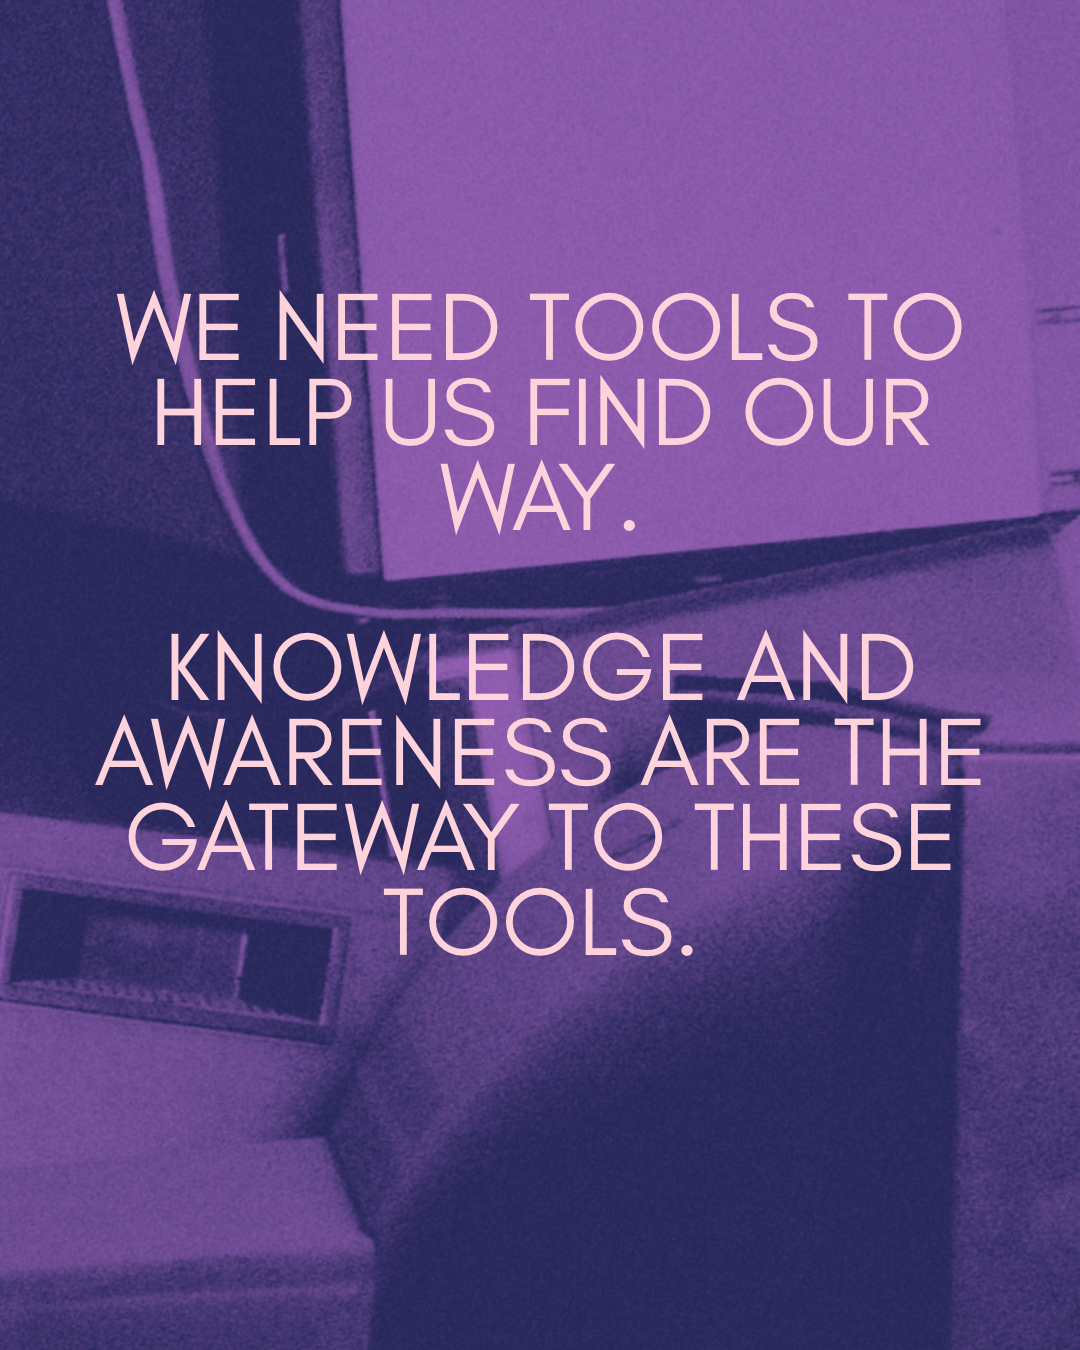 WE NEED TOOLS TO
HELP US FIND OUR
WAY.
KNOWLEDGE AND
AWARENESS ARE THE
GATEWAY TO THESE
TOOLS.